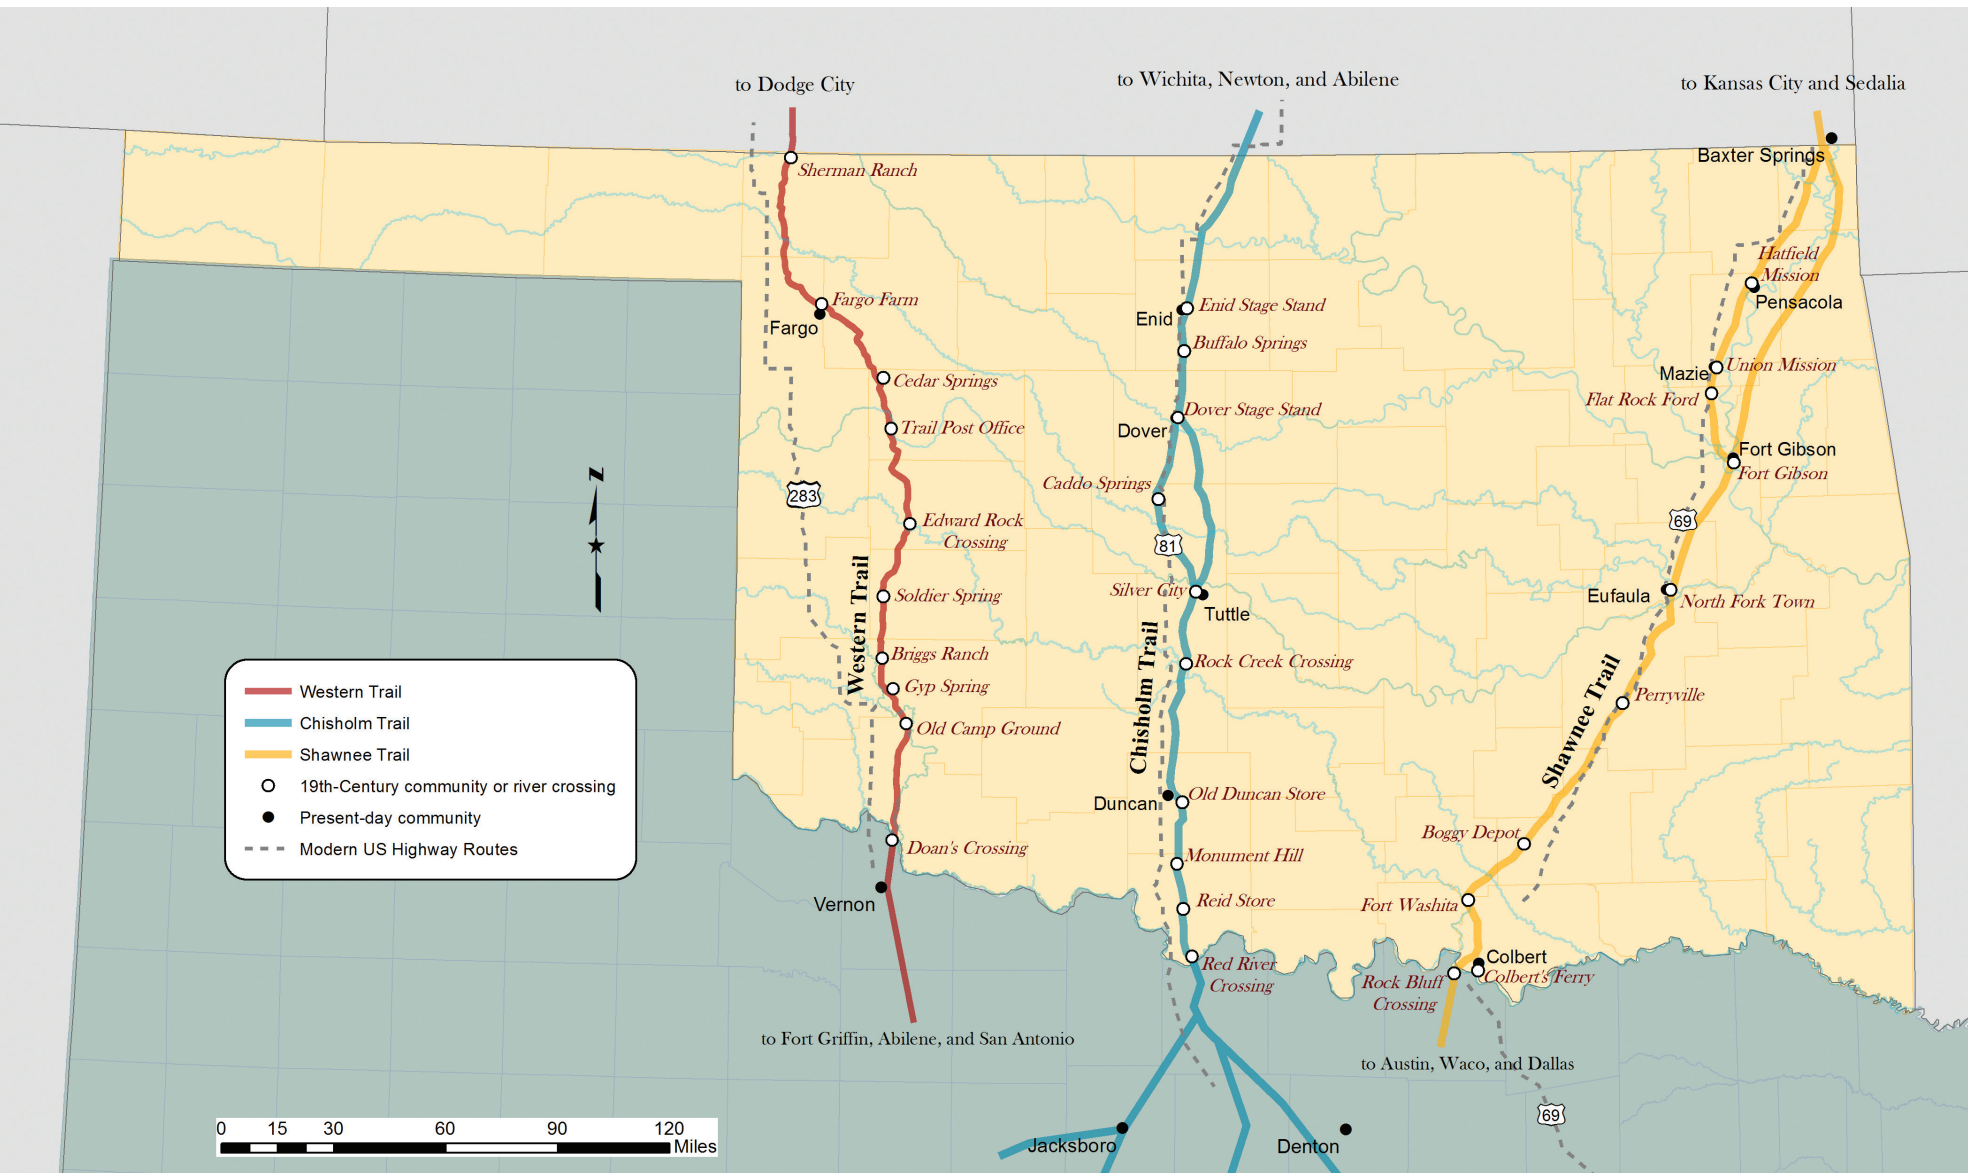 to Dodge City
to Wichita, Newton, and Abilene
to Kansas City and Sedalia
Baxter Springs
Sherman Ranch
Hatfield
Mission
Pensacola
Fargo Farm
Fargo
Enid
Enid Stage Stand
Buffalo Springs
Mazie
Union Mission
Flat Rock Ford
Cedar Springs
Dover Stage Stand
Dover
Trail Post Office
Fort Gibson
Fort Gibson
Caddo Springs
N
283
Edward Rock
Crossing
69
81
Silver City
Tuttle
Soldier Spring
Eufaula
North Fork Town
Western Trail
Chisholm Trail
Shawnee Trail
Briggs Ranch
Rock Creek Crossing
Gyp Spring
Perryville
Old Camp Ground
Western Trail
Chisholm Trail
Shawnee Trail
19th-Century community or river crossing
Present-day community
Modern US Highway Routes
Duncan
Old Duncan Store
Boggy Depot
Doan's Crossing
Monument Hill
Vernon
Reid Store
Fort Washita
Colbert
Colbert's Ferry
Red River
Crossing
Rock Bluff
Crossing
to Fort Griffin, Abilene, and San Antonio
to Austin, Waco, and Dallas
69
0 15 30 60 90 120
Miles
Jacksboro
Denton